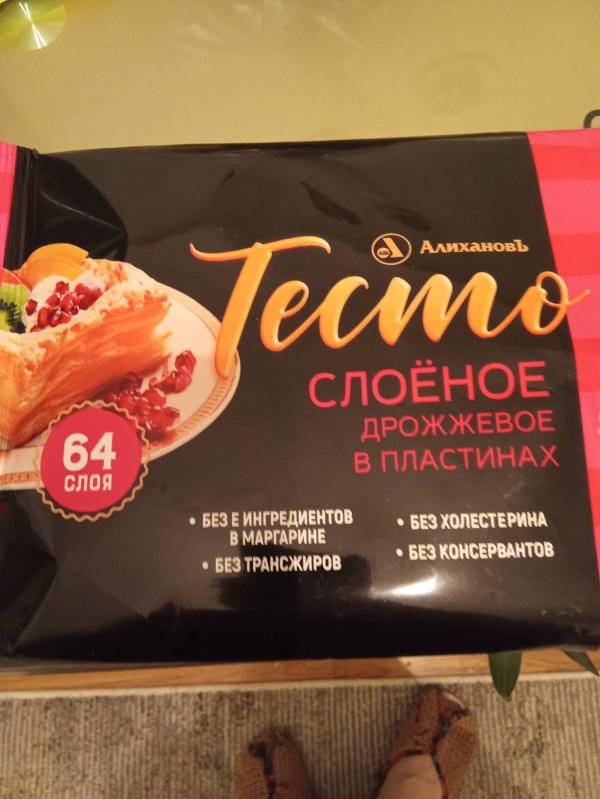 АлихановЪ
Тесто
СЛОЁНОЕ
ДРОЖЖЕВОЕ
В ПЛАСТИНАХ
64
СЛОЯ
• БЕЗ Е ИНГРЕДИЕНТОВ
В МАРГАРИНЕ
• БЕЗ ТРАНСЖИРОВ
• БЕЗ ХОЛЕСТЕРИНА
• БЕЗ КОНСЕРВАНТОВ